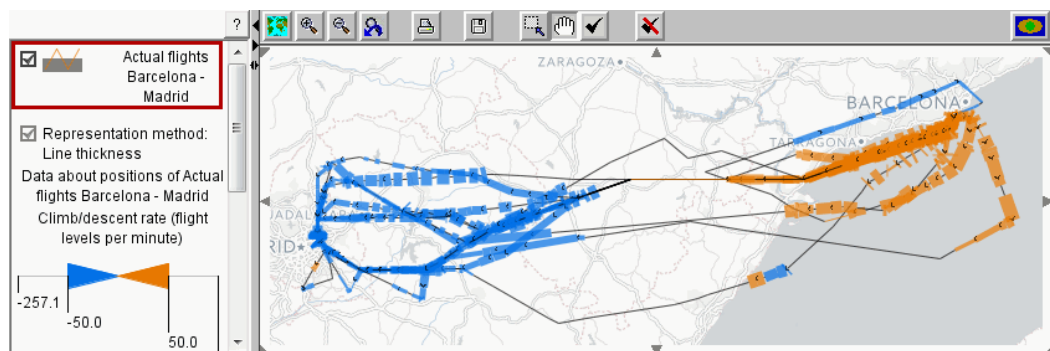 ?
Actual flights
Barcelona -
Madrid
Representation method:
Line thickness
Data about positions of Actual
flights Barcelona - Madrid
Climb/descent rate (flight
levels per minute)
-257.1
-50.0
50.0
ZARAGOZA
BARCELONA
TARRAGONA